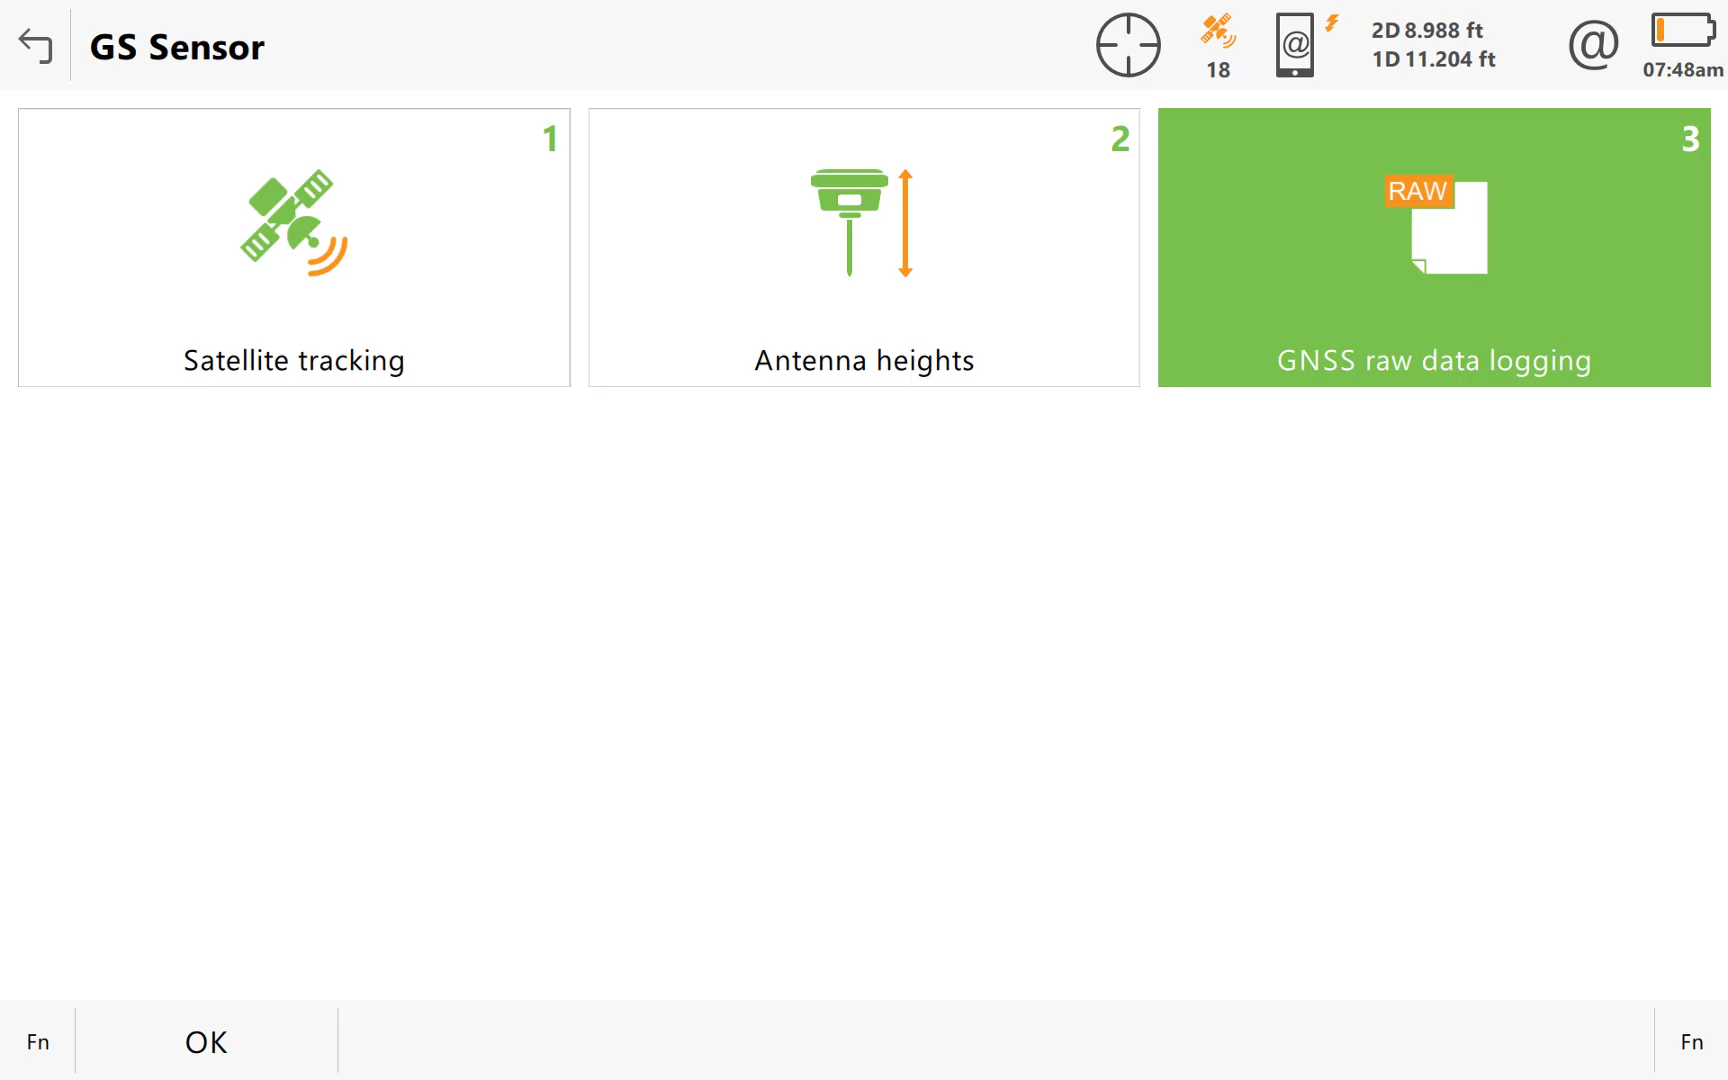 GS Sensor
18
@
2D 8.988 ft
1D 11.204 ft
@
07:48am
1
Satellite tracking
2
Antenna heights
3
RAW
GNSS raw data logging
Fn
OK
Fn